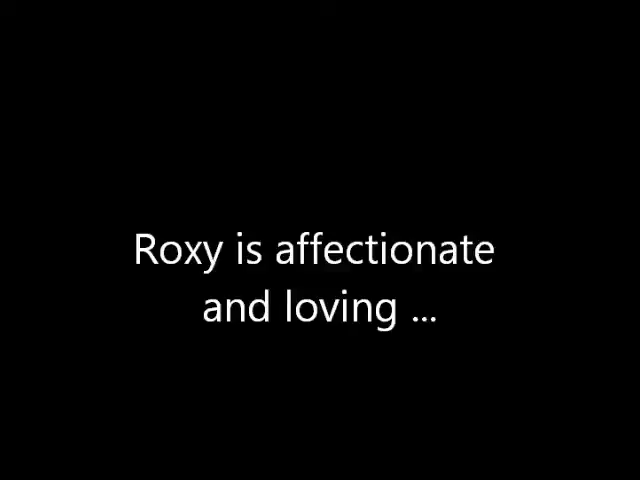 Roxy is affectionate
and loving ...